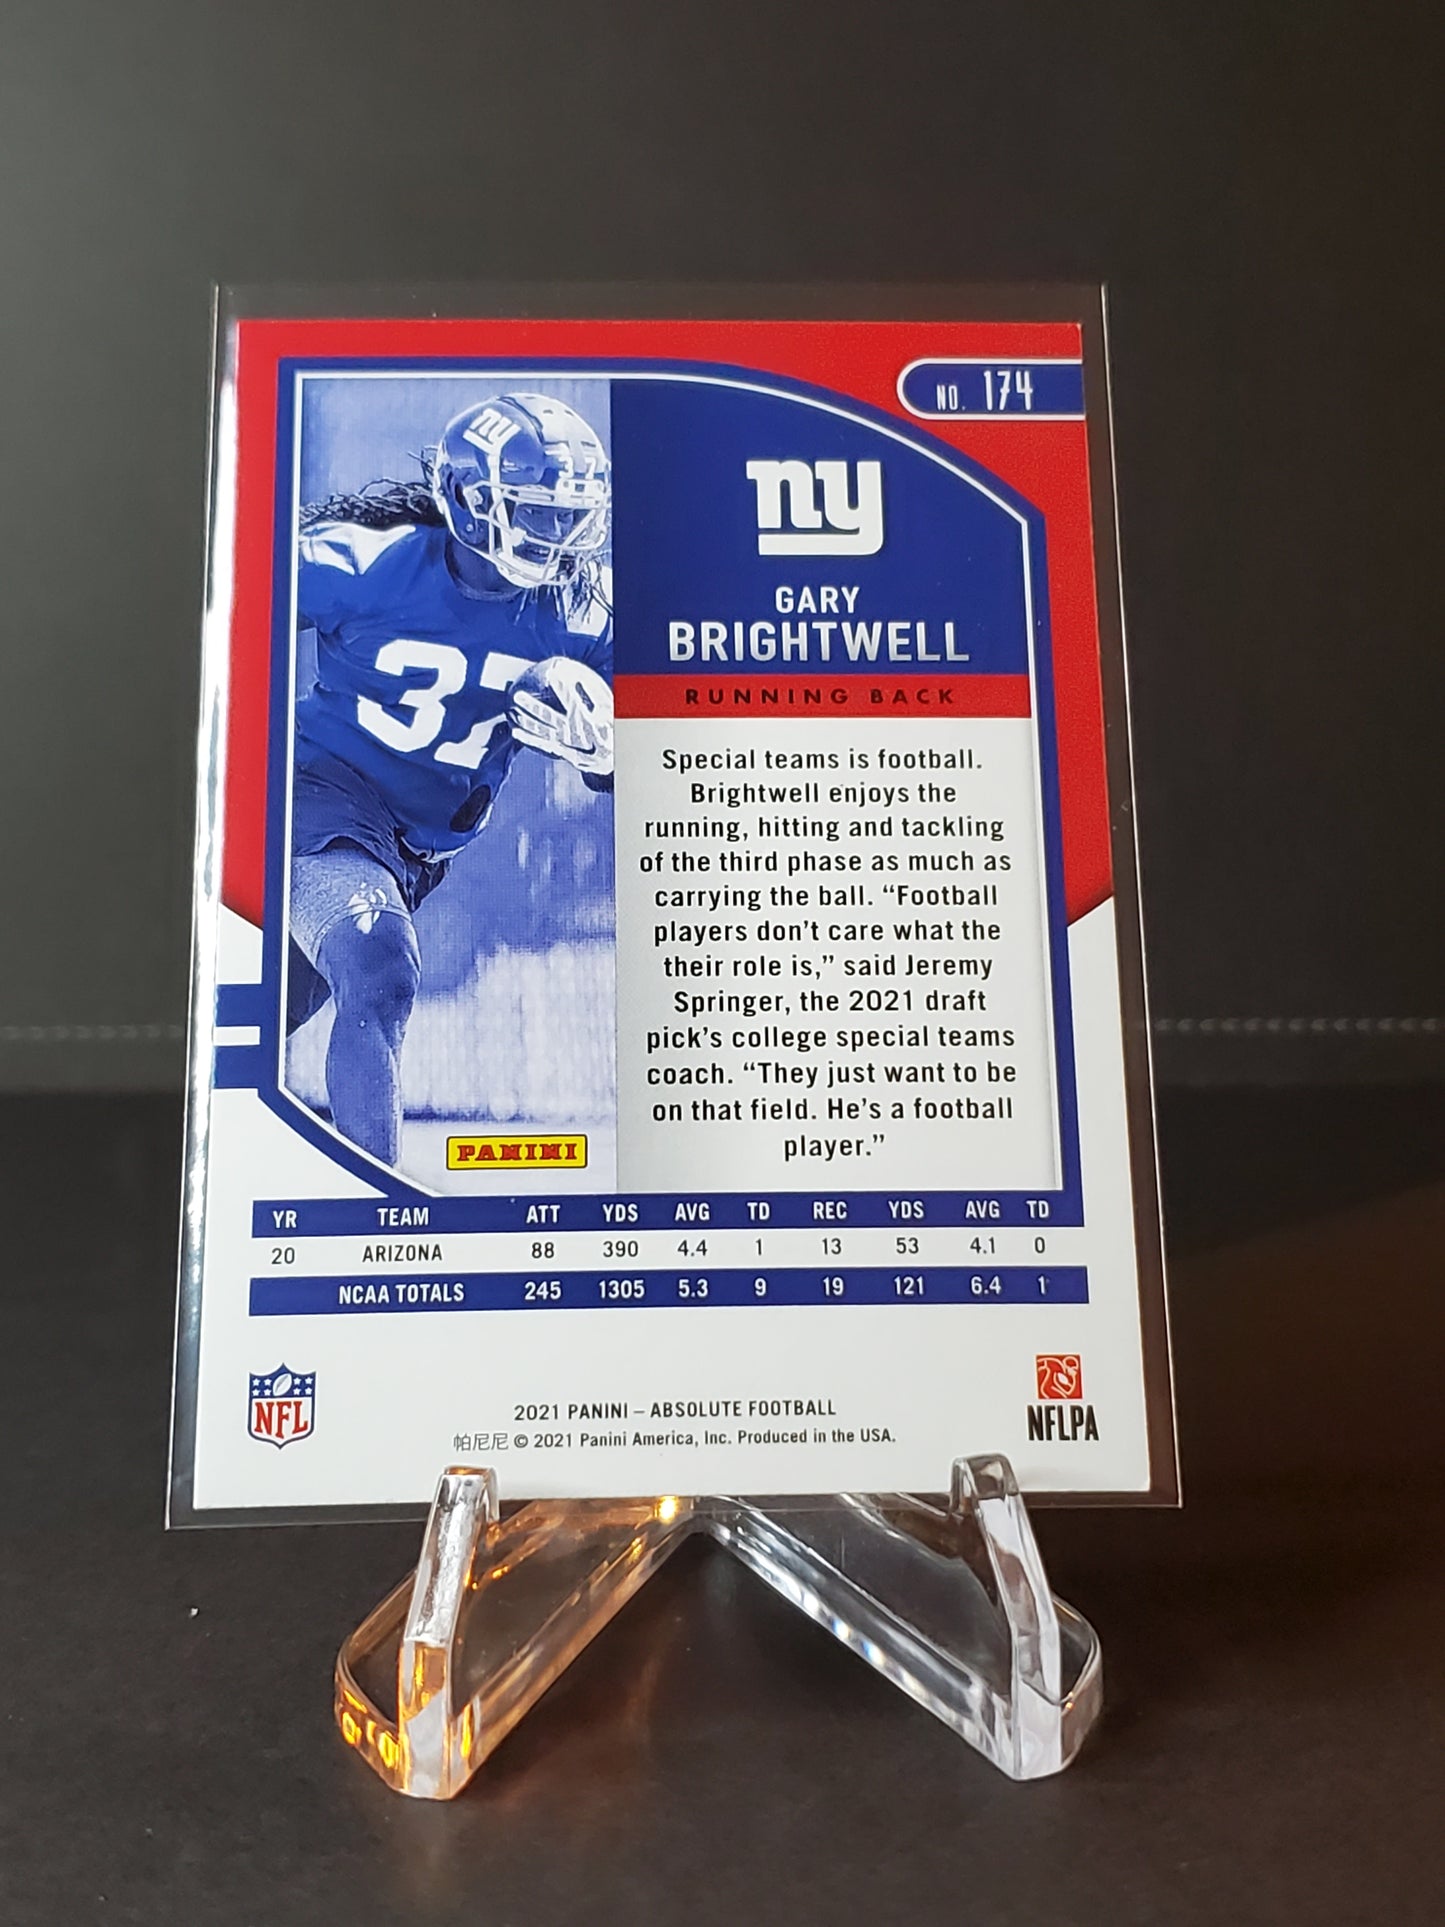 NO. 174
ny
37
ny
GARY
BRIGHTWELL
37
RUNNING BACK
Special teams is football.
Brightwell enjoys the
running, hitting and tackling
of the third phase as much as
carrying the ball. “Football
players don’t care what the
their role is,” said Jeremy
Springer, the 2021 draft
pick’s college special teams
coach. “They just want to be
on that field. He’s a football
player.”
PANINI
YR TEAM ATT YDS AVG TD REC YDS AVG TD
20 ARIZONA 88 390 4.4 1 13 53 4.1 0
NCAA TOTALS 245 1305 5.3 9 19 121 6.4 1
NFL
2021 PANINI – ABSOLUTE FOOTBALL
帕尼尼 © 2021 Panini America, Inc. Produced in the USA.
NFLPA